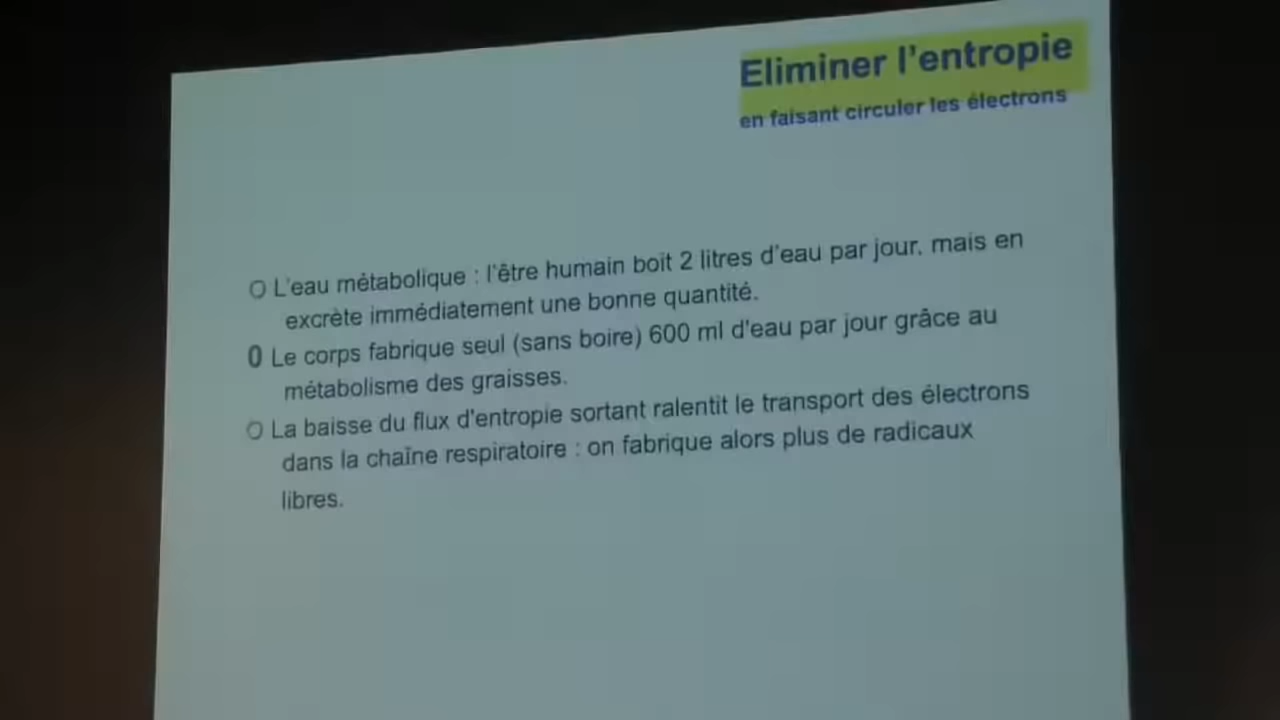 Eliminer l'entropie
en faisant circuler les électrons
O L'eau métabolique : l'être humain boit 2 litres d'eau par jour, mais en
excrète immédiatement une bonne quantité.
0 Le corps fabrique seul (sans boire) 600 ml d'eau par jour grâce au
métabolisme des graisses.
O La baisse du flux d'entropie sortant ralentit le transport des électrons
dans la chaîne respiratoire : on fabrique alors plus de radicaux
libres.